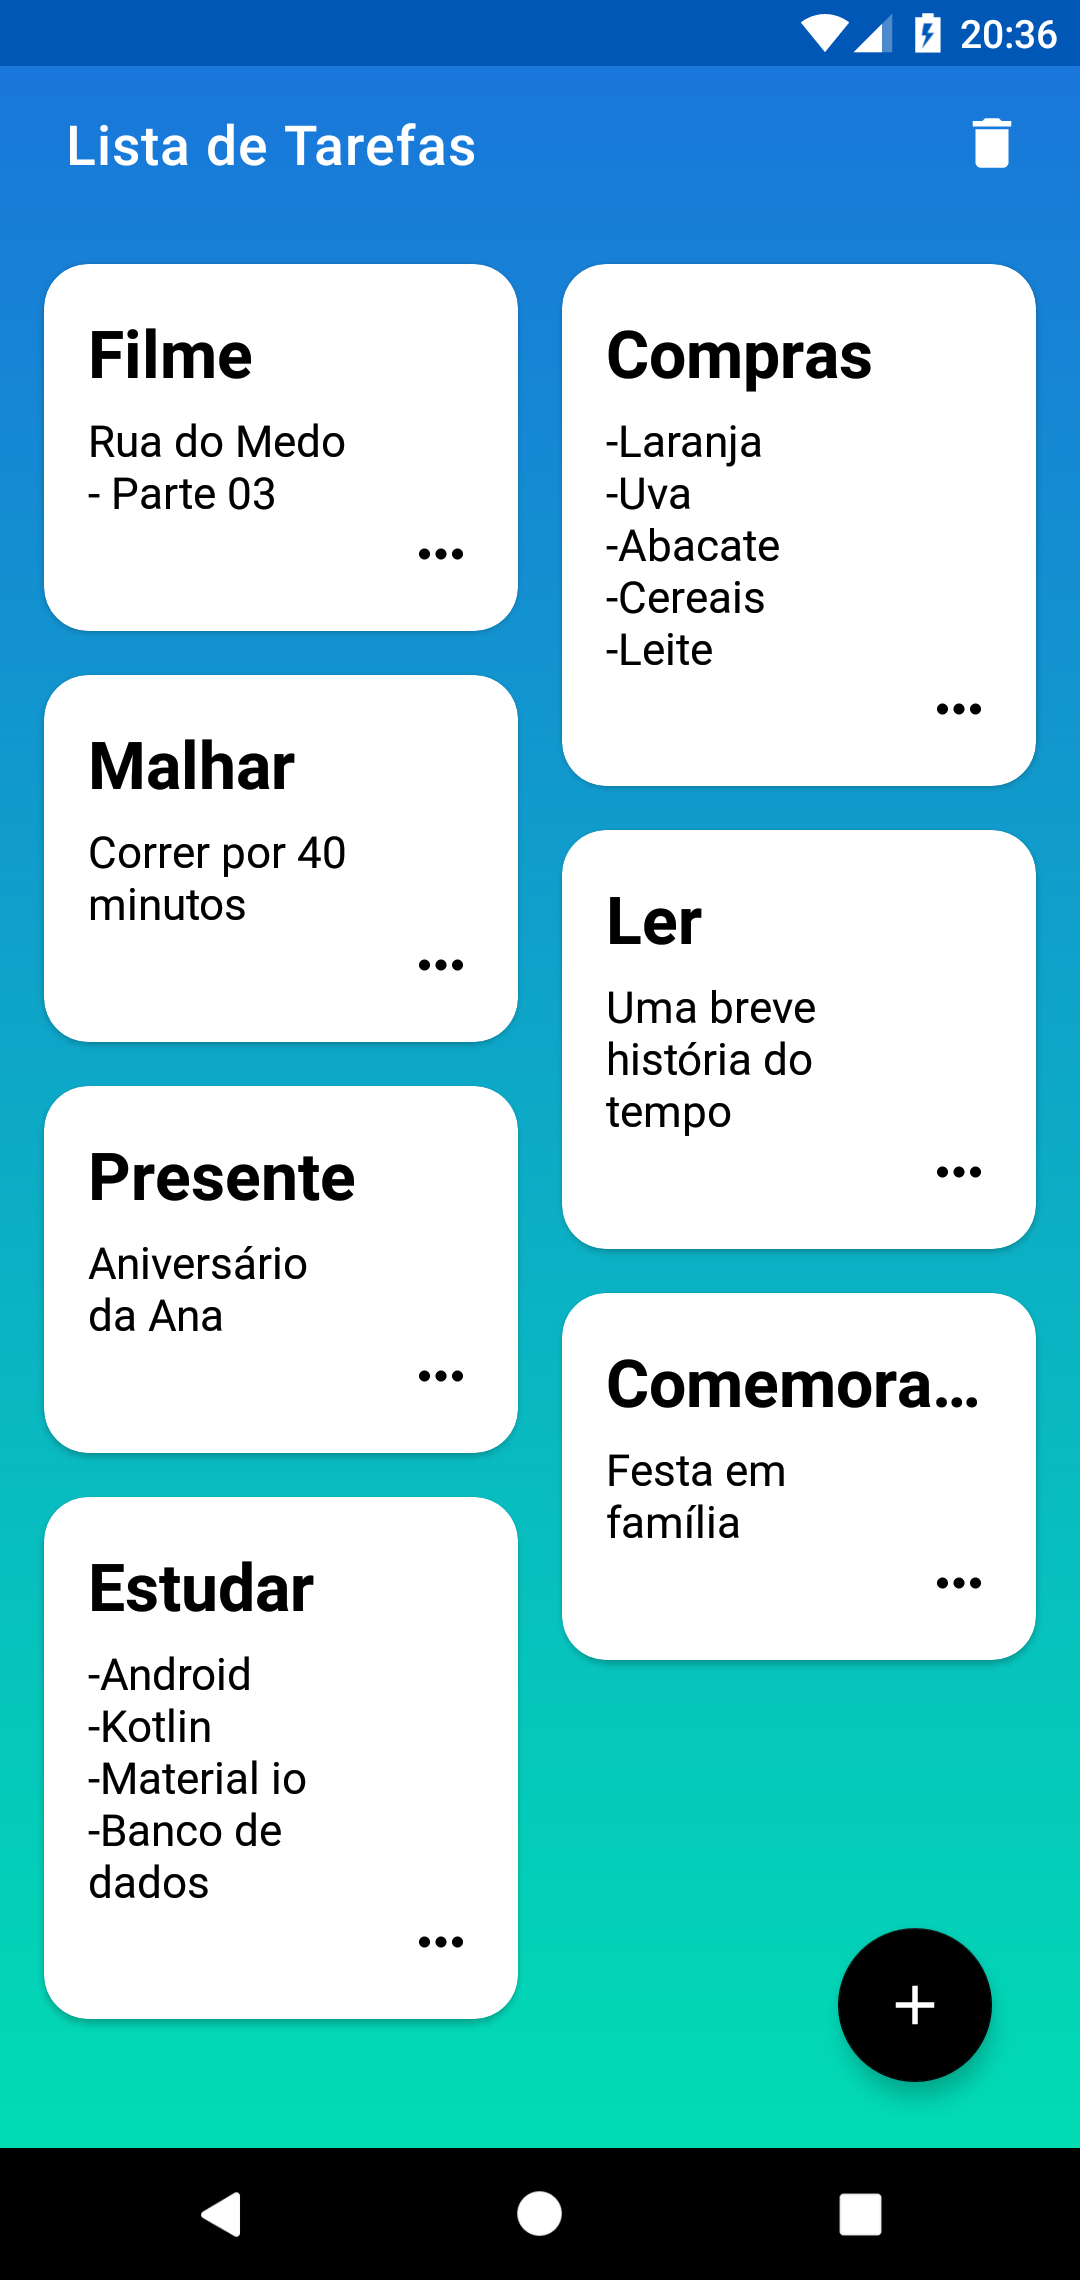 20:36
Lista de Tarefas
Filme
Rua do Medo
- Parte 03
Compras
-Laranja
-Uva
-Abacate
-Cereais
-Leite
Malhar
Correr por 40
minutos
Ler
Uma breve
história do
tempo
Presente
Aniversário
da Ana
Comemora...
Festa em
família
Estudar
-Android
-Kotlin
-Material io
-Banco de
dados